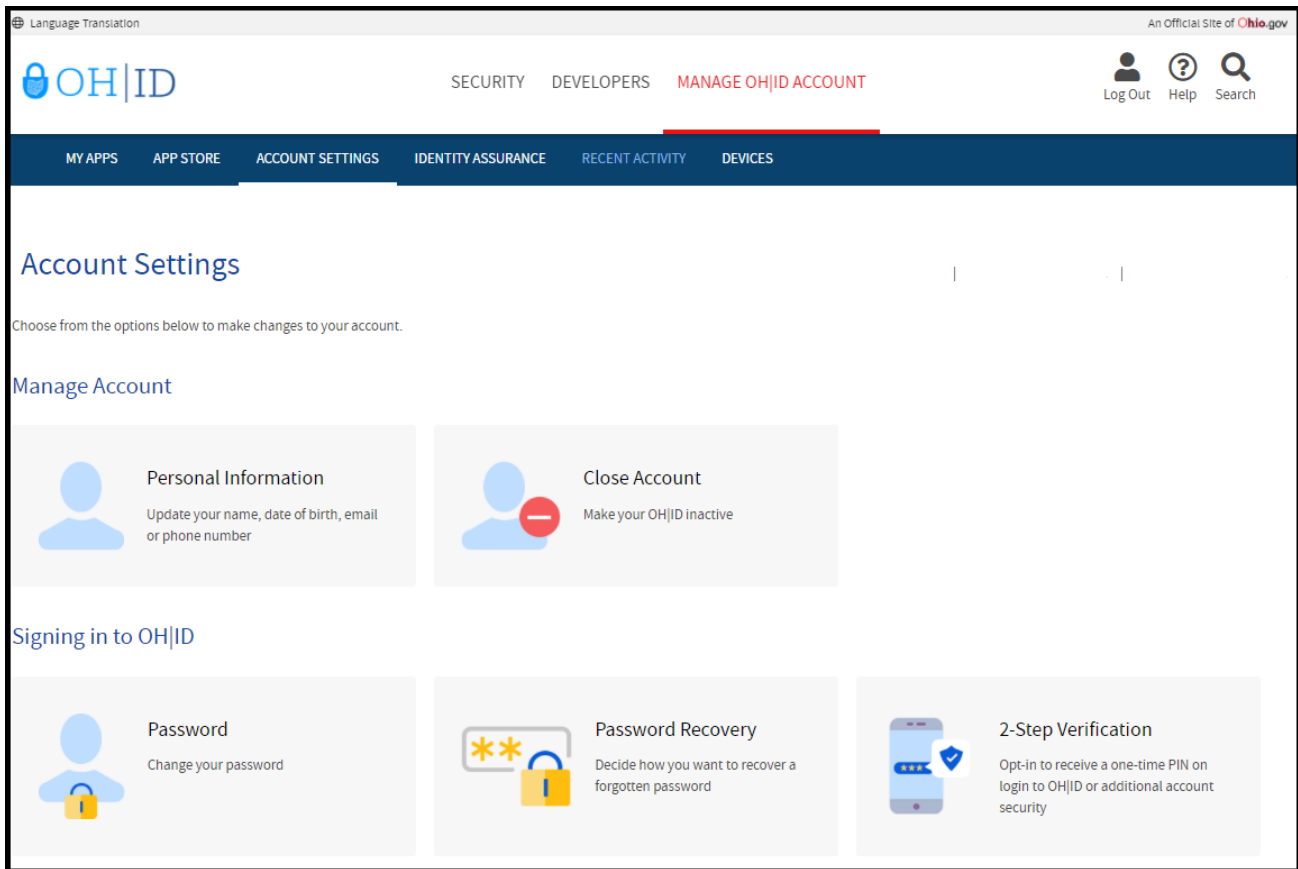 Language Translation
An Official Site of Ohio.gov
OH|ID
SECURITY DEVELOPERS MANAGE OH|ID ACCOUNT
Log Out Help Search
MY APPS APP STORE ACCOUNT SETTINGS IDENTITY ASSURANCE RECENT ACTIVITY DEVICES
Account Settings
Choose from the options below to make changes to your account.
Manage Account
Personal Information
Update your name, date of birth, email
or phone number
Close Account
Make your OH|ID inactive
Signing in to OH|ID
Password
Change your password
Password Recovery
Decide how you want to recover a
forgotten password
2-Step Verification
Opt-in to receive a one-time PIN on
login to OH|ID or additional account
security